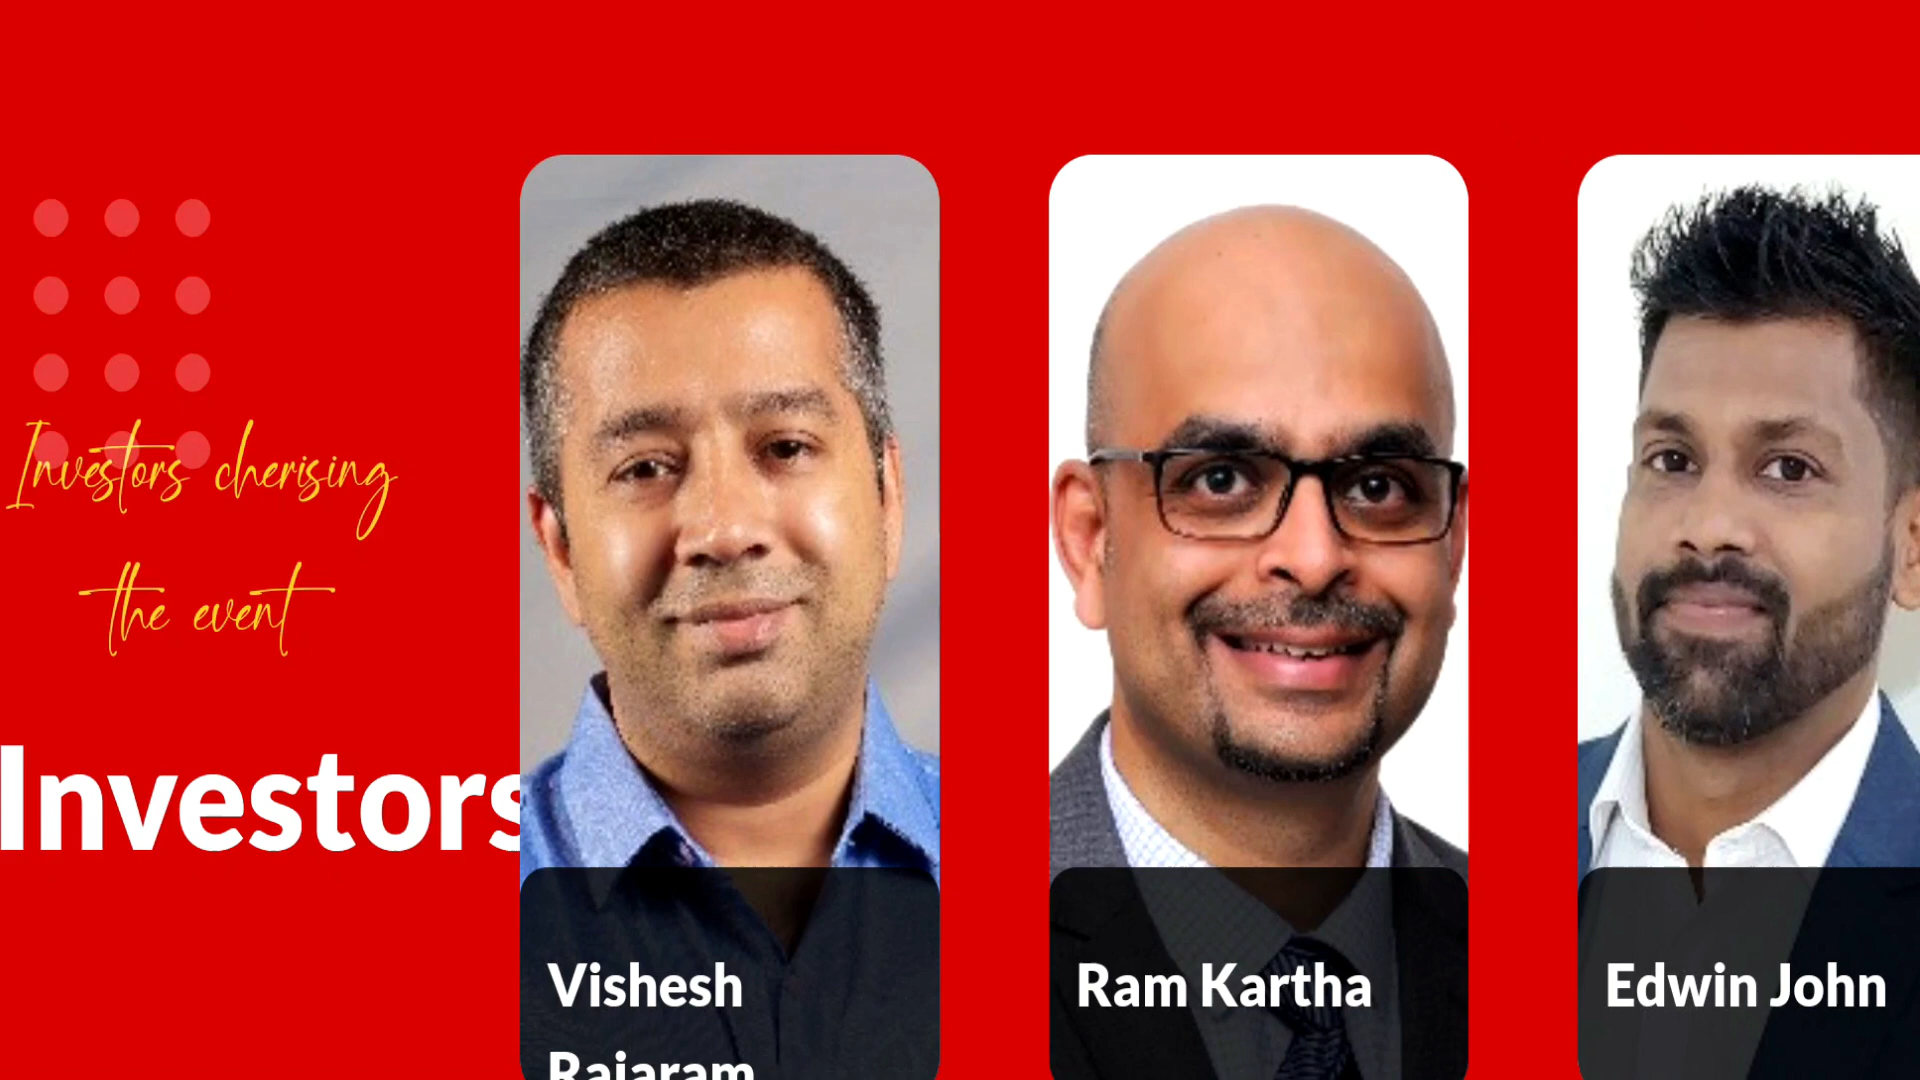 Investors cherising
the event
Investors
Vishesh
Rajaram
Ram Kartha
Edwin John